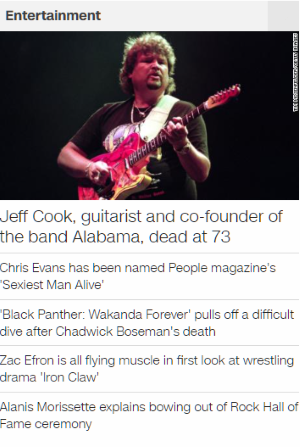 Entertainment
Jeff Cook, guitarist and co-founder of
the band Alabama, dead at 73
Chris Evans has been named People magazine's
'Sexiest Man Alive'
'Black Panther: Wakanda Forever' pulls off a difficult
dive after Chadwick Boseman's death
Zac Efron is all flying muscle in first look at wrestling
drama 'Iron Claw'
Alanis Morissette explains bowing out of Rock Hall of
Fame ceremony